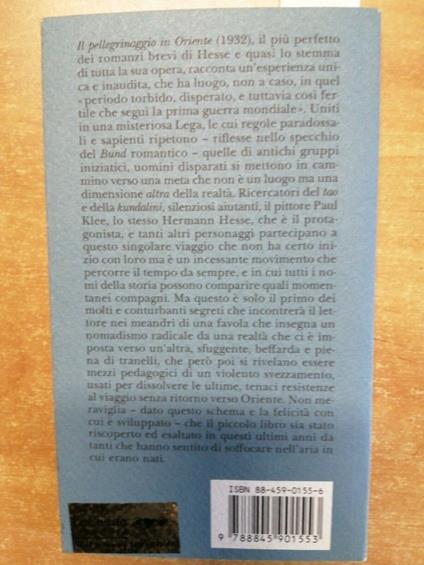 Il pellegrinaggio in Oriente (1932), il più perfetto
dei romanzi brevi di Hesse e quasi lo stemma
di tutta la sua opera, racconta un'esperienza uni-
ca e inaudita, che ha luogo, non a caso, in quel
«periodo torbido, disperato, e tuttavia così fer-
tile che seguì la prima guerra mondiale». Uniti
in una misteriosa Lega, le cui regole parados­sa-
li e sapienti ripetono – riflesse nello specchio
del Bund romantico – quelle di antichi gruppi
iniziatici, uomini disparati si mettono in cam-
mino verso una meta che non è un luogo ma una
dimensione altra della realtà. Ricercatori del tao
e della kundalini, silenziosi aiutanti, il pittore Paul
Klee, lo stesso Hermann Hesse, che è il prota-
gonista, e tanti altri personaggi partecipano a
questo singolare viaggio che non ha certo ini-
zio con loro ma è un incessante movimento che
percorre il tempo da sempre, e in cui tutti i no-
mi della storia possono comparire quali momen-
tanei compagni. Ma questo è solo il primo dei
molti e conturbanti segreti che incontrerà il let-
tore nei meandri di una favola che insegna un
nomadismo radicale da una realtà che ci è im-
posta verso un'altra, sfuggente, beffarda e pie-
na di tranelli, che però poi si rivelano essere
mezzi pedagogici di un violento svezzamento,
usati per dissolvere le ultime, tenaci resistenze
al viaggio senza ritorno verso Oriente. Non me-
raviglia – dato questo schema e la felicità con
cui è sviluppato – che il piccolo libro sia stato
riscoperto ed esaltato in questi ultimi anni da
tanti che hanno sentito di soffocare nell'aria in
cui erano nati.
ISBN 88-459-0155-6
9 788845 901553